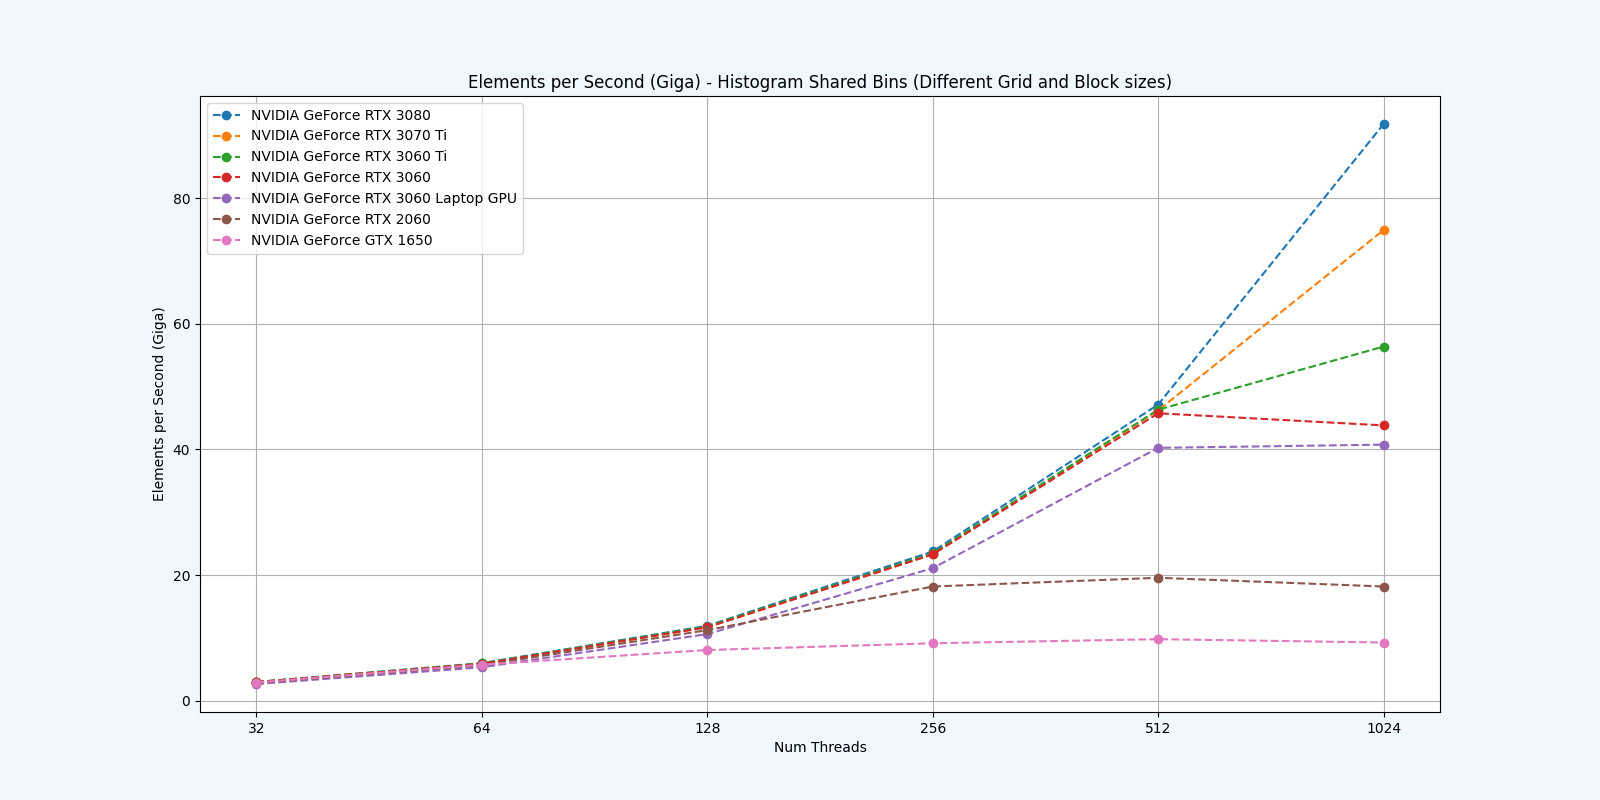 Elements per Second (Giga) - Histogram Shared Bins (Different Grid and Block sizes)
NVIDIA GeForce RTX 3080
NVIDIA GeForce RTX 3070 Ti
NVIDIA GeForce RTX 3060 Ti
NVIDIA GeForce RTX 3060
NVIDIA GeForce RTX 3060 Laptop GPU
NVIDIA GeForce RTX 2060
NVIDIA GeForce GTX 1650
Elements per Second (Giga)
80
60
40
20
0
32 64 128 256 512 1024
Num Threads